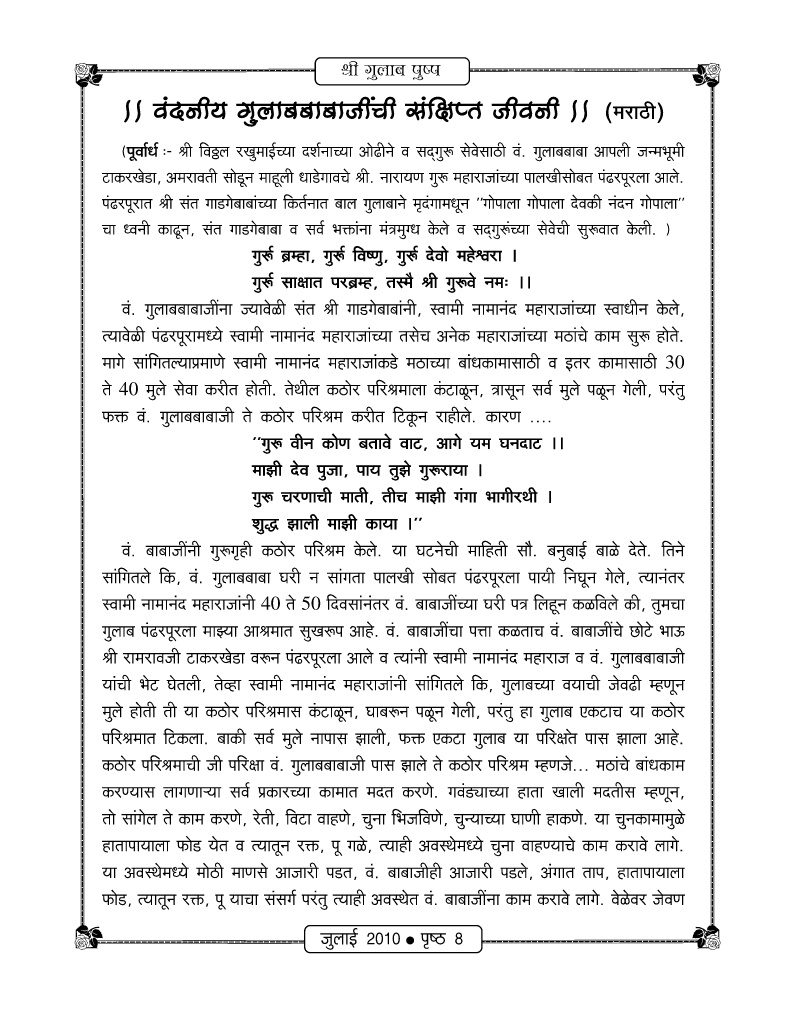 श्री गुलाब पुष्प
।। वंदनीय गुलाबबाबाजींची संक्षिप्त जीवनी ।। (मराठी)
(पूर्वार्ध :- श्री विठ्ठल रखुमाईच्या दर्शनाच्या ओढीने व सद्‌गुरू सेवेसाठी वं. गुलाबबाबा आपली जन्मभूमी
टाकरखेडा, अमरावती सोडून माहूली धाडेगावचे श्री. नारायण गुरू महाराजांच्या पालखीसोबत पंढरपूरला आले.
पंढरपूरात श्री संत गाडगेबाबांच्या किर्तनात बाल गुलाबाने मृदंगामधून "गोपाला गोपाला देवकी नंदन गोपाला"
चा ध्वनी काढून, संत गाडगेबाबा व सर्व भक्तांना मंत्रमुग्ध केले व सद्‌गुरूंच्या सेवेची सुरूवात केली. )
गुर्रू ब्रम्हा, गुर्रू विष्णु, गुर्रू देवो महेश्वरा ।
गुर्रू साक्षात परब्रम्ह, तस्मै श्री गुरूवे नमः ।।
वं. गुलाबबाबाजींना ज्यावेळी संत श्री गाडगेबाबांनी, स्वामी नामानंद महाराजांच्या स्वाधीन केले,
त्यावेळी पंढरपूरामध्ये स्वामी नामानंद महाराजांच्या तसेच अनेक महाराजांच्या मठांचे काम सुरू होते.
मागे सांगितल्याप्रमाणे स्वामी नामानंद महाराजांकडे मठाच्या बांधकामासाठी व इतर कामासाठी 30
ते 40 मुले सेवा करीत होती. तेथील कठोर परिश्रमाला कंटाळून, त्रासून सर्व मुले पळून गेली, परंतु
फक्त वं. गुलाबबाबाजी ते कठोर परिश्रम करीत टिकून राहीले. कारण ....
"गुरू वीन कोण बतावे वाट, आगे यम घनदाट ।।
माझी देव पुजा, पाय तुझे गुरूराया ।
गुरू चरणाची माती, तीच माझी गंगा भागीरथी ।
शुद्ध झाली माझी काया ।"
वं. बाबाजींनी गुरूगृही कठोर परिश्रम केले. या घटनेची माहिती सौ. बनुबाई बाळे देते. तिने
सांगितले कि, वं. गुलाबबाबा घरी न सांगता पालखी सोबत पंढरपूरला पायी निघून गेले, त्यानंतर
स्वामी नामानंद महाराजांनी 40 ते 50 दिवसांनंतर वं. बाबाजींच्या घरी पत्र लिहून कळविले की, तुमचा
गुलाब पंढरपूरला माझ्या आश्रमात सुखरूप आहे. वं. बाबाजींचा पत्ता कळताच वं. बाबाजींचे छोटे भाऊ
श्री रामरावजी टाकरखेडा वरून पंढरपूरला आले व त्यांनी स्वामी नामानंद महाराज व वं. गुलाबबाबाजी
यांची भेट घेतली, तेव्हा स्वामी नामानंद महाराजांनी सांगितले कि, गुलाबच्या वयाची जेवढी म्हणून
मुले होती ती या कठोर परिश्रमास कंटाळून, घाबरून पळून गेली, परंतु हा गुलाब एकटाच या कठोर
परिश्रमात टिकला. बाकी सर्व मुले नापास झाली, फक्त एकटा गुलाब या परिक्षेत पास झाला आहे.
कठोर परिश्रमाची जी परिक्षा वं. गुलाबबाबाजी पास झाले ते कठोर परिश्रम म्हणजे... मठांचे बांधकाम
करण्यास लागणाऱ्या सर्व प्रकारच्या कामात मदत करणे. गवंड्याच्या हाता खाली मदतीस म्हणून,
तो सांगेल ते काम करणे, रेती, विटा वाहणे, चुना भिजविणे, चुन्याच्या घाणी हाकणे. या चुनकामामुळे
हातापायाला फोड येत व त्यातून रक्त, पू गळे, त्याही अवस्थेमध्ये चुना वाहण्याचे काम करावे लागे.
या अवस्थेमध्ये मोठी माणसे आजारी पडत, वं. बाबाजीही आजारी पडले, अंगात ताप, हातापायाला
फोड, त्यातून रक्त, पू याचा संसर्ग परंतु त्याही अवस्थेत वं. बाबाजींना काम करावे लागे. वेळेवर जेवण
जुलाई 2010 ● पृष्ठ 8